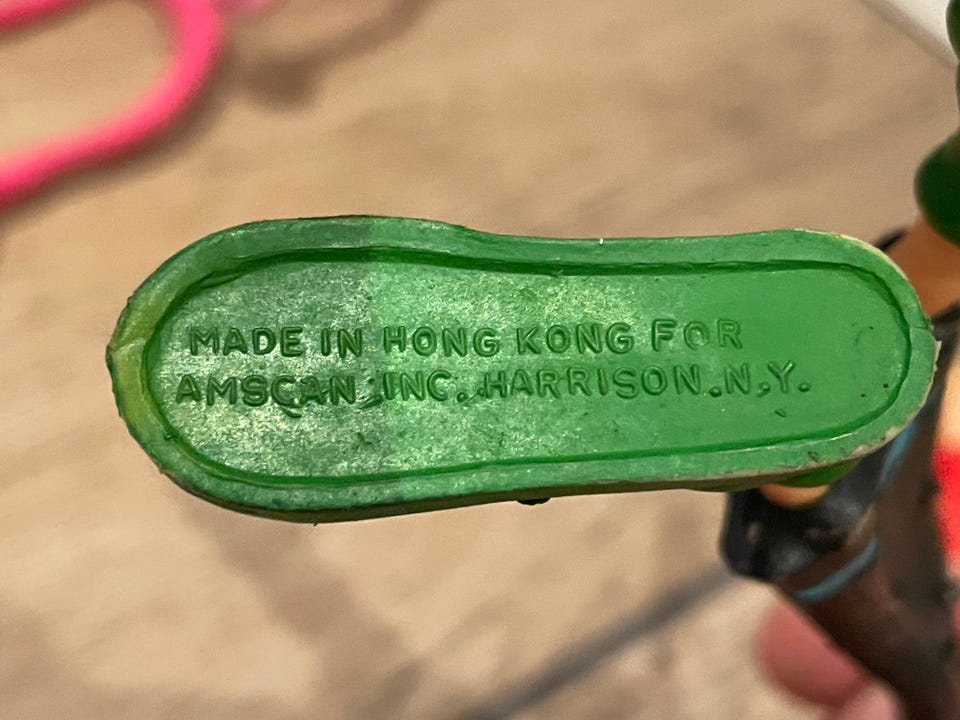 MADE IN HONG KONG FOR
AMSCAN INC. HARRISON.N.Y.